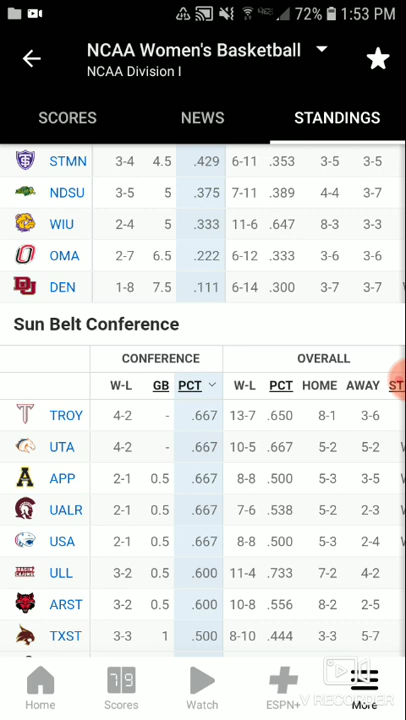 72% 1:53 PM
NCAA Women's Basketball
NCAA Division I
SCORES NEWS STANDINGS
STMN 3-4 4.5 .429 6-11 .353 3-5 3-5
NDSU 3-5 5 .375 7-11 .389 4-4 3-7
WIU 2-4 5 .333 11-6 .647 8-3 3-3
OMA 2-7 6.5 .222 6-12 .333 3-6 3-6
DEN 1-8 7.5 .111 6-14 .300 3-7 3-7
Sun Belt Conference
CONFERENCE OVERALL
W-L GB PCT W-L PCT HOME AWAY ST
TROY 4-2 - .667 13-7 .650 8-1 3-6
UTA 4-2 - .667 10-5 .667 5-2 5-2
APP 2-1 0.5 .667 8-8 .500 5-3 3-5
UALR 2-1 0.5 .667 7-6 .538 5-2 2-3
USA 2-1 0.5 .667 8-8 .500 5-3 2-4
ULL 3-2 0.5 .600 11-4 .733 7-2 4-2
ARST 3-2 0.5 .600 10-8 .556 8-2 2-5
TXST 3-3 1 .500 8-10 .444 3-3 5-7
Home Scores Watch ESPN+ More
V RECORDER